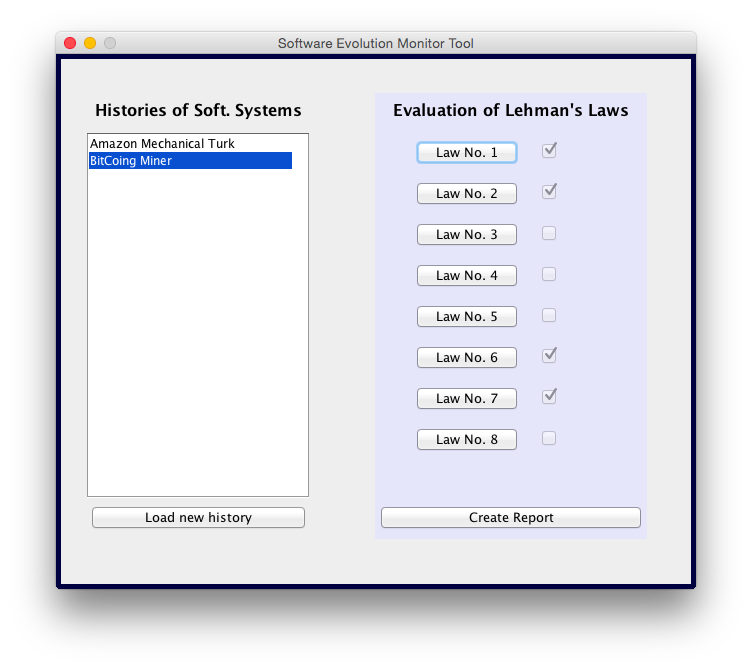 Software Evolution Monitor Tool
Histories of Soft. Systems
Amazon Mechanical Turk
BitCoing Miner
Load new history
Evaluation of Lehman's Laws
Law No. 1
Law No. 2
Law No. 3
Law No. 4
Law No. 5
Law No. 6
Law No. 7
Law No. 8
Create Report